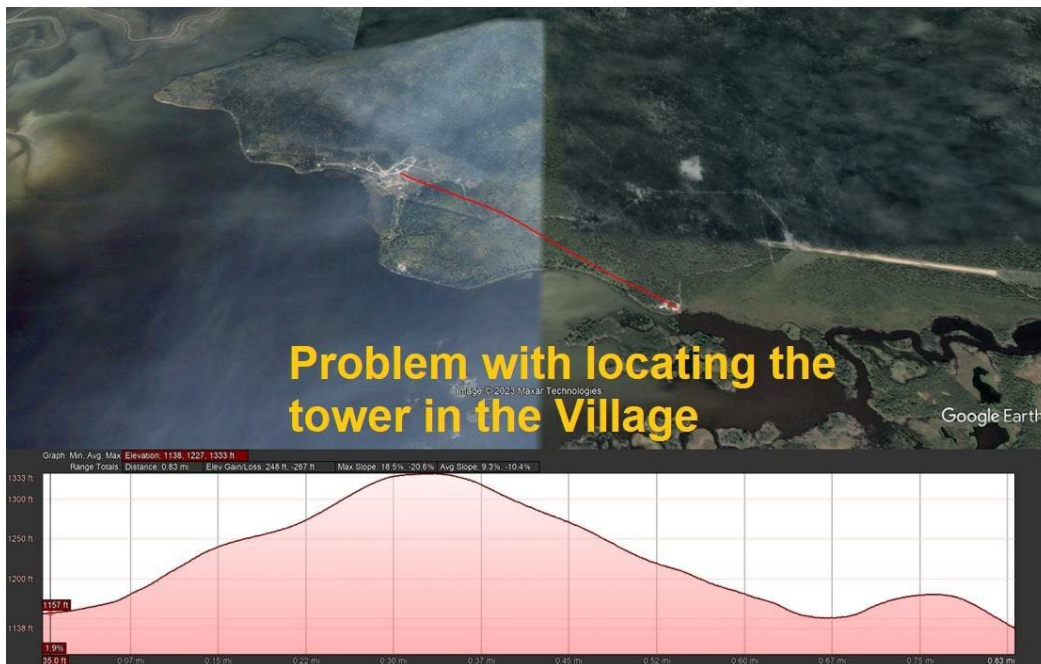 Problem with locating the
Image © 2023 Maxar Technologies
tower in the Village
Google Earth
Graph: Min, Avg, Max Elevation: 1138, 1227, 1333 ft
Range Totals: Distance: 0.83 mi Elev Gain/Loss: 248 ft, -267 ft Max Slope: 18.5%, -20.6% Avg Slope: 9.3%, -10.4%
1333 ft
1300 ft
1250 ft
1200 ft
1157 ft
1138 ft
1.9%
35.0 ft 0.07 mi 0.15 mi 0.22 mi 0.30 mi 0.37 mi 0.45 mi 0.52 mi 0.60 mi 0.67 mi 0.75 mi 0.83 mi